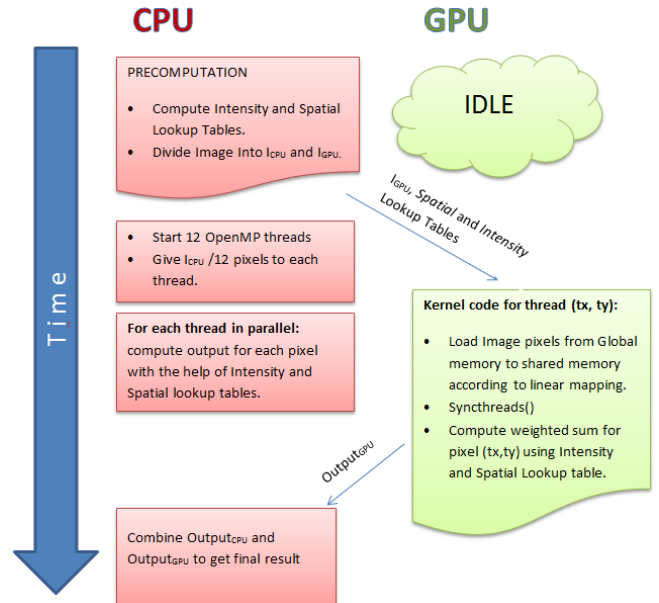 CPU
GPU
PRECOMPUTATION
• Compute Intensity and Spatial
Lookup Tables.
• Divide Image Into ICPU and IGPU.
IDLE
IGPU, Spatial and Intensity
Lookup Tables
• Start 12 OpenMP threads
• Give ICPU /12 pixels to each
thread.
For each thread in parallel:
compute output for each pixel
with the help of Intensity and
Spatial lookup tables.
Kernel code for thread (tx, ty):
• Load Image pixels from Global
memory to shared memory
according to linear mapping.
• Syncthreads()
• Compute weighted sum for
pixel (tx,ty) using Intensity
and Spatial Lookup table.
OutputGPU
Combine OutputCPU and
OutputGPU to get final result
Time